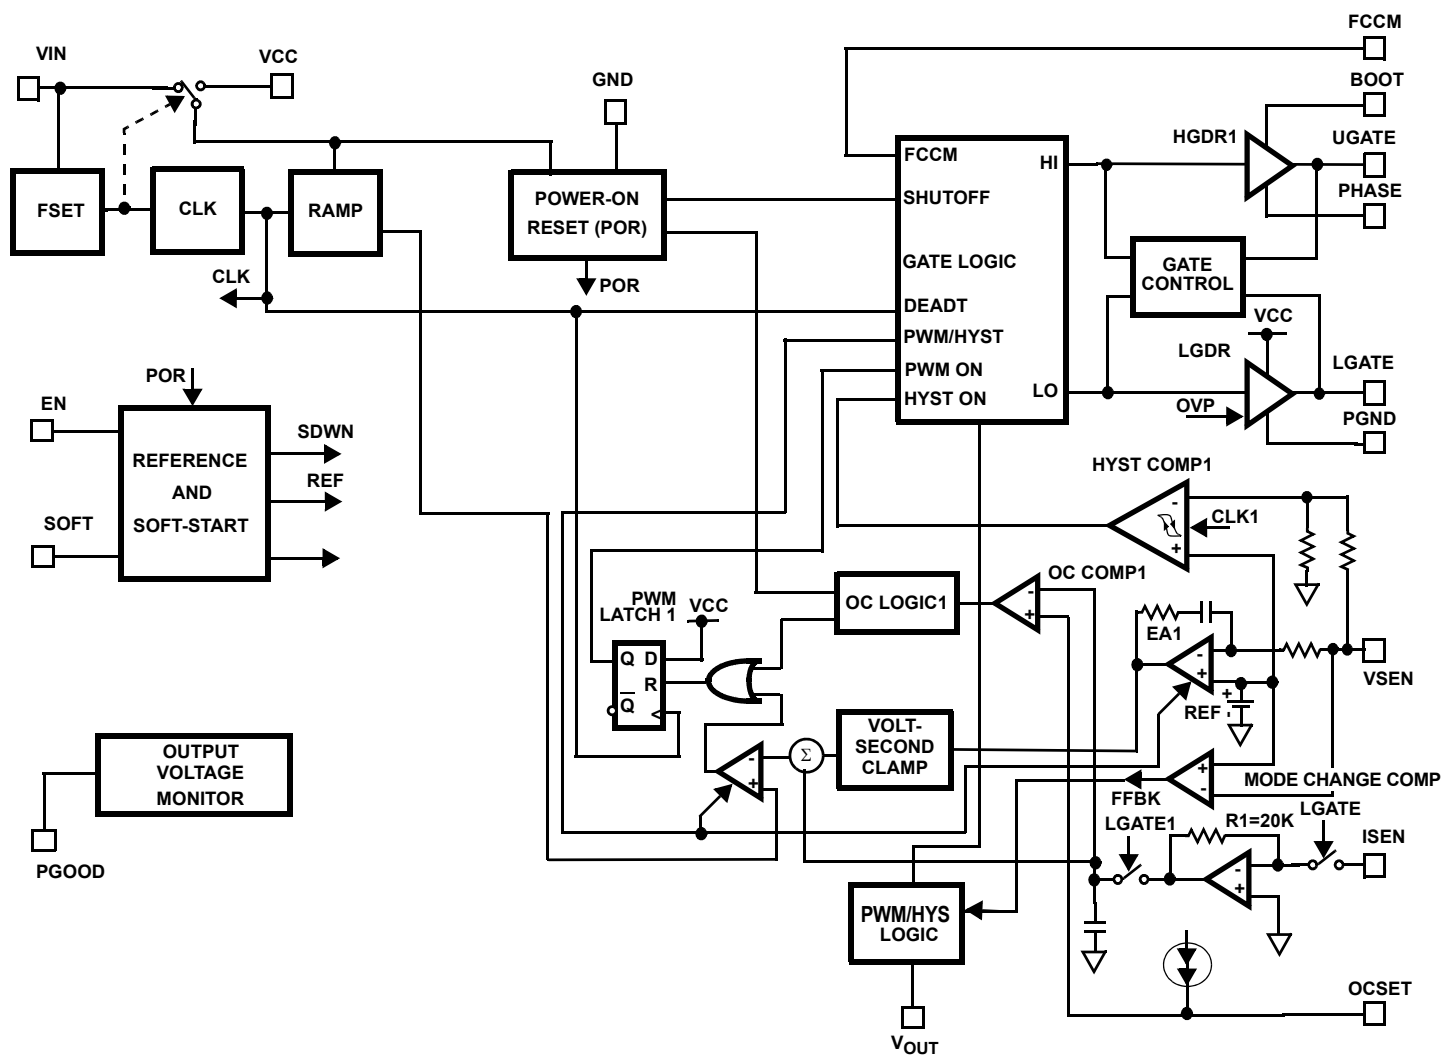 VIN
VCC
GND
FCCM
BOOT
HGDR1
UGATE
PHASE
FSET
CLK
RAMP
POWER-ON
RESET (POR)
FCCM
HI
SHUTOFF
GATE LOGIC
DEADT
PWM/HYST
PWM ON
HYST ON
LO
GATE
CONTROL
CLK
POR
VCC
LGDR
LGATE
OVP
PGND
POR
EN
SDWN
REFERENCE
AND
SOFT-START
REF
SOFT
HYST COMP1
-
+
CLK1
OC COMP1
-
+
OC LOGIC1
PWM
LATCH 1
VCC
Q D
R
Q
EA1
-
+
REF
+
-
VSEN
VOLT-
SECOND
CLAMP
Σ
-
+
OUTPUT
VOLTAGE
MONITOR
PGOOD
+
-
MODE CHANGE COMP
FFBK
LGATE1
R1=20K
LGATE
ISEN
-
+
PWM/HYS
LOGIC
OCSET
VOUT